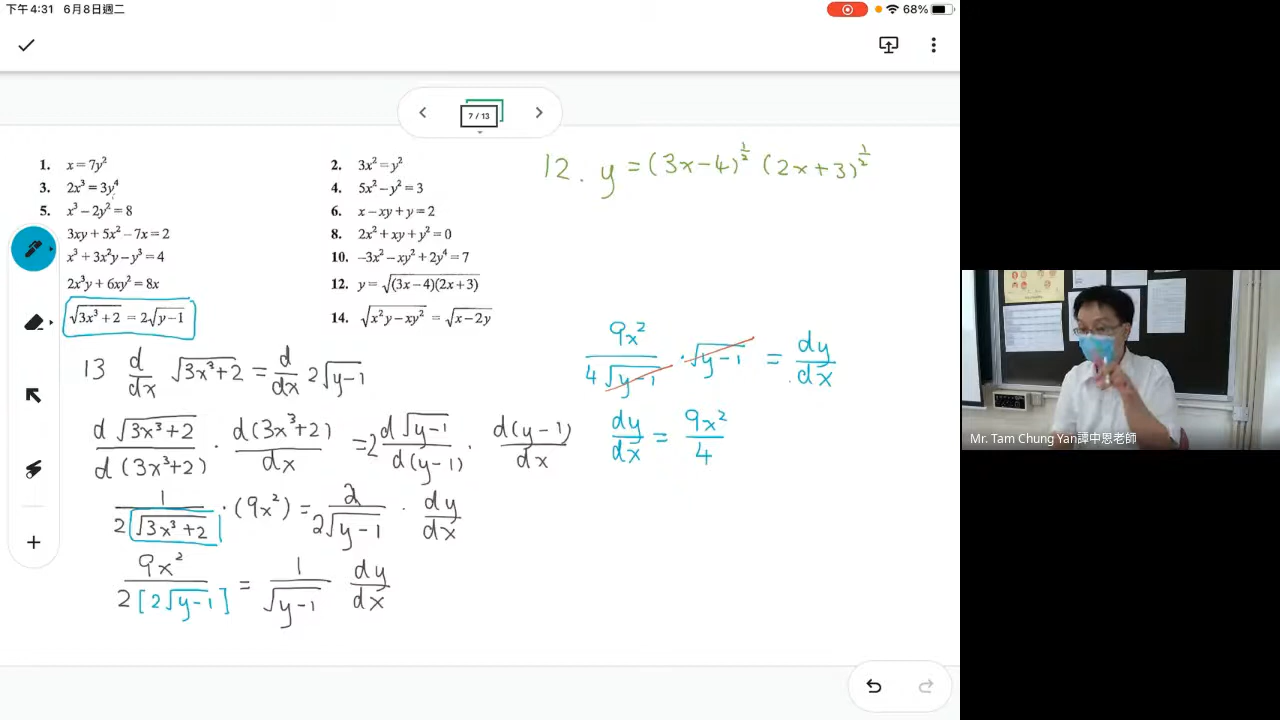 下午4:31 6月8日週二
68%
7 / 13
1. x = 7y²
2. 3x² = y²
3. 2x³ = 3y⁴
4. 5x² − y² = 3
5. x³ − 2y² = 8
6. x − xy + y = 2
3xy + 5x² − 7x = 2
8. 2x² + xy + y² = 0
x³ + 3x²y − y³ = 4
10. −3x² − xy² + 2y⁴ = 7
2x³y + 6xy² = 8x
12. y = √((3x − 4)(2x + 3))
√(3x³ + 2) = 2√(y − 1)
14. √(x²y − xy²) = √(x − 2y)
13 d/dx √(3x³+2) = d/dx 2√(y−1)
d√(3x³+2)/d(3x³+2) · d(3x³+2)/dx = 2 d√(y−1)/d(y−1) · d(y−1)/dx
1/(2√(3x³+2)) · (9x²) = 2/(2√(y−1)) · dy/dx
9x²/(2[2√(y−1)]) = 1/√(y−1) dy/dx
12. y = (3x−4)^(1/2) (2x+3)^(1/2)
9x²/(4√(y−1)) · √(y−1) = dy/dx
dy/dx = 9x²/4
Mr. Tam Chung Yan譚中恩老師